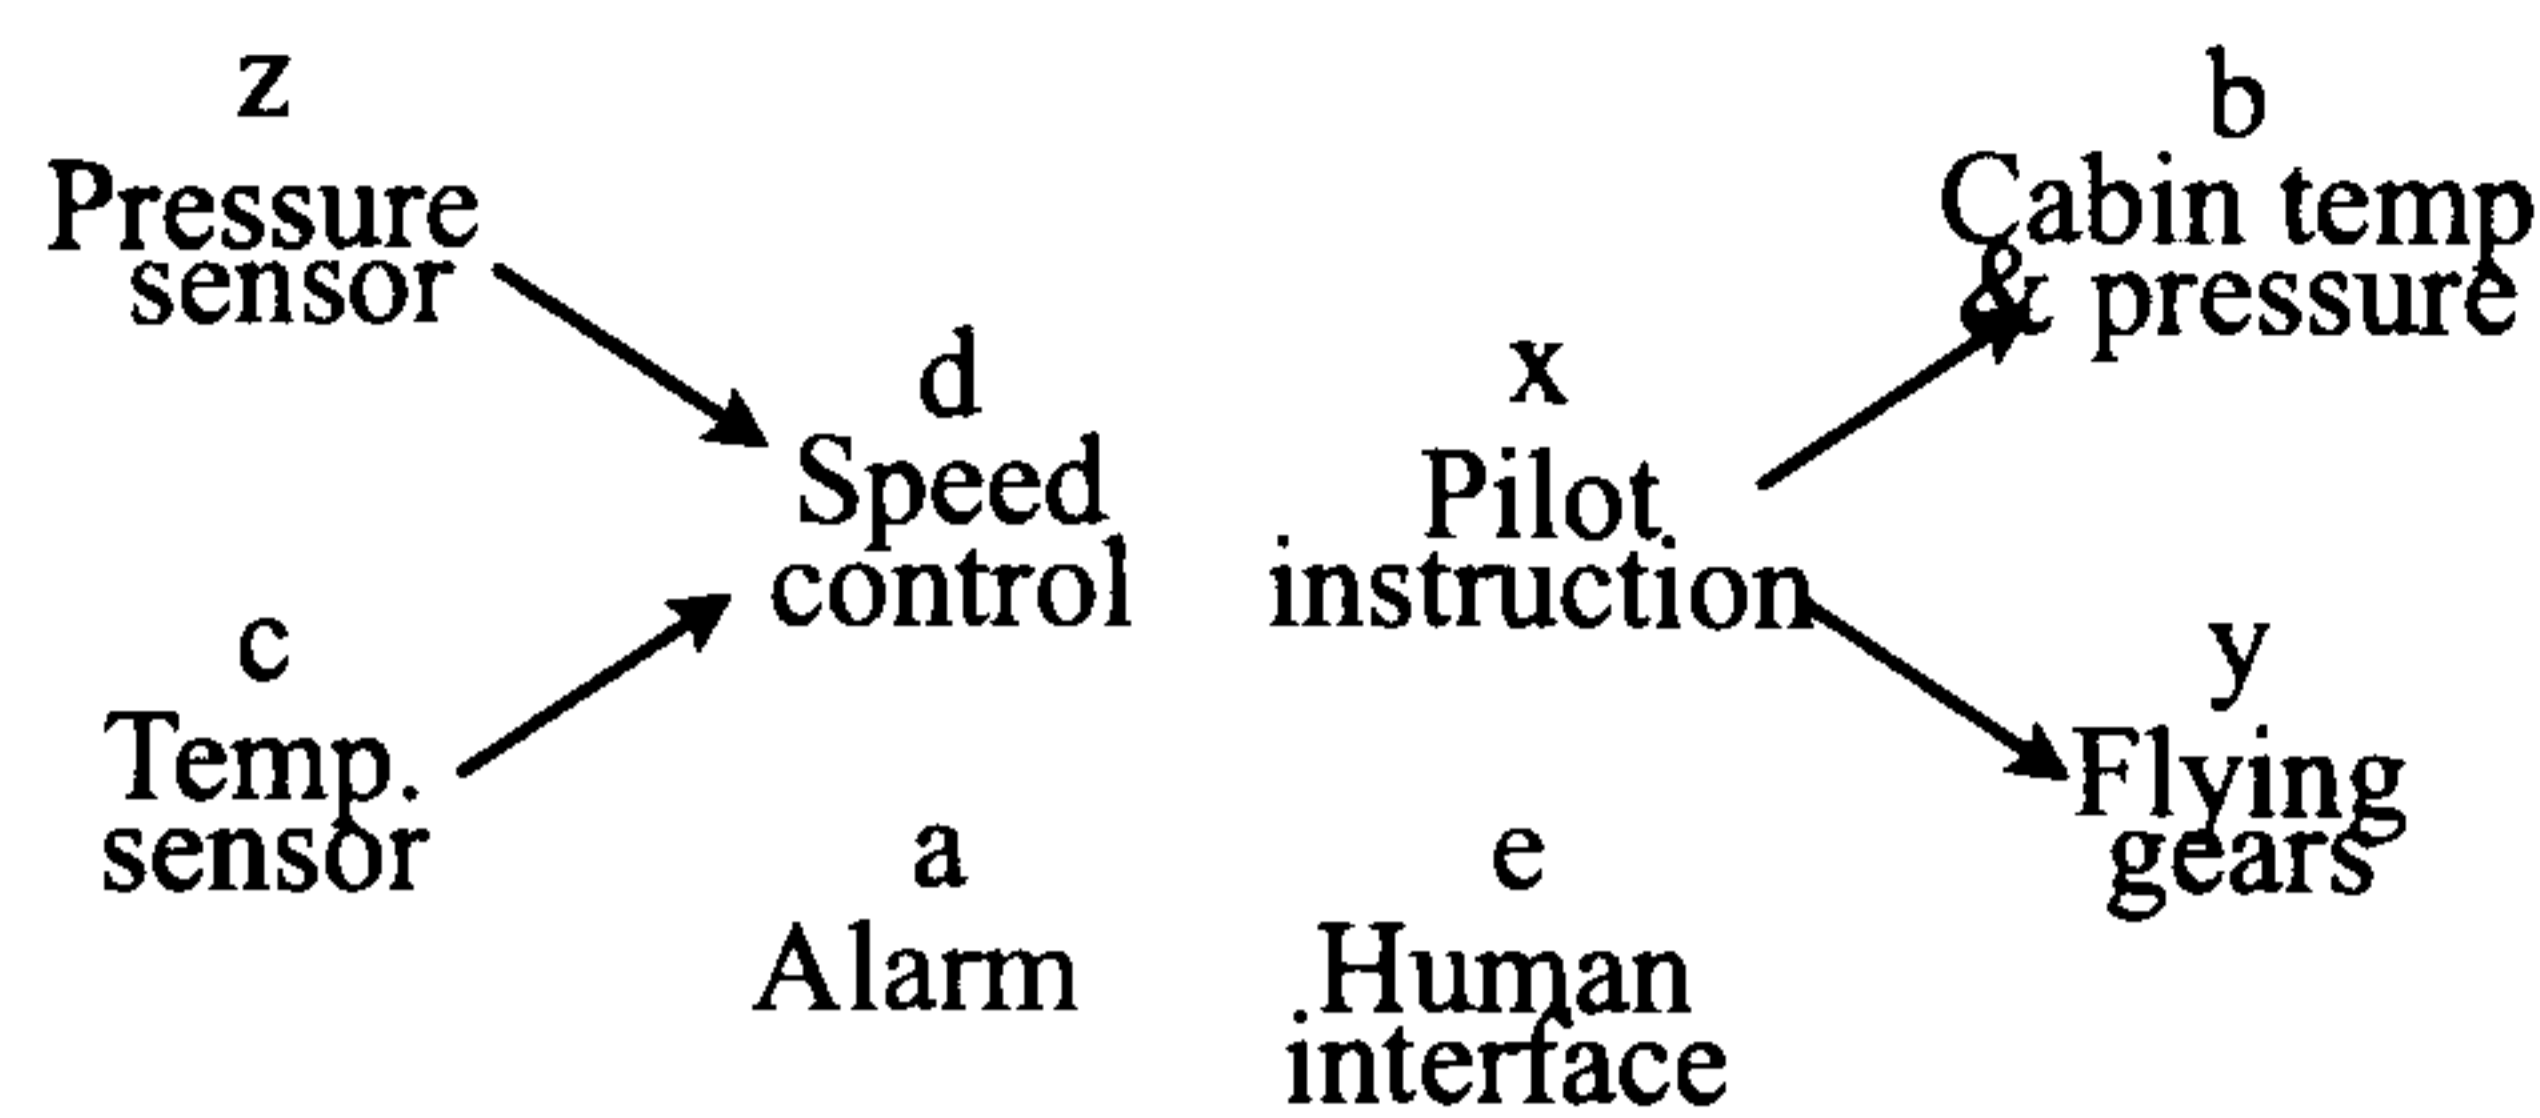 z
Pressure
sensor
d
Speed
control
x
Pilot
instruction
b
Cabin temp
& pressure
c
Temp.
sensor
a
Alarm
e
Human
interface
y
Flying
gears